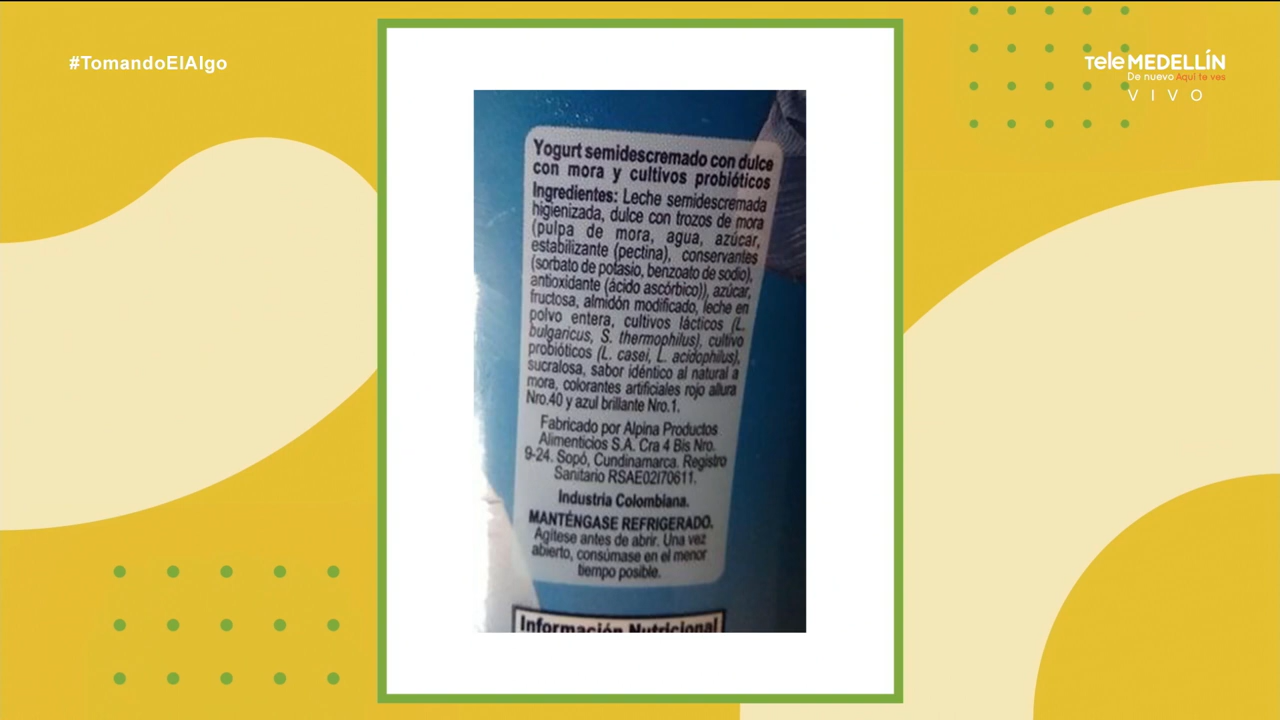 #TomandoElAlgo
Tele MEDELLÍN
De nuevo Aquí te ves
VIVO
Yogurt semidescremado con dulce
con mora y cultivos probióticos
Ingredientes: Leche semidescremada
higienizada, dulce con trozos de mora
(pulpa de mora, agua, azúcar,
estabilizante (pectina), conservantes
(sorbato de potasio, benzoato de sodio),
antioxidante (ácido ascórbico)), azúcar,
fructosa, almidón modificado, leche en
polvo entera, cultivos lácticos (L.
bulgaricus, S. thermophilus), cultivo
probióticos (L. casei, L. acidophilus),
sucralosa, sabor idéntico al natural a
mora, colorantes artificiales rojo allura
Nro.40 y azul brillante Nro.1.
Fabricado por Alpina Productos
Alimenticios S.A. Cra 4 Bis Nro.
9-24. Sopó, Cundinamarca. Registro
Sanitario RSAE02I70611.
Industria Colombiana.
MANTÉNGASE REFRIGERADO.
Agítese antes de abrir. Una vez
abierto, consúmase en el menor
tiempo posible.
Información Nutricional